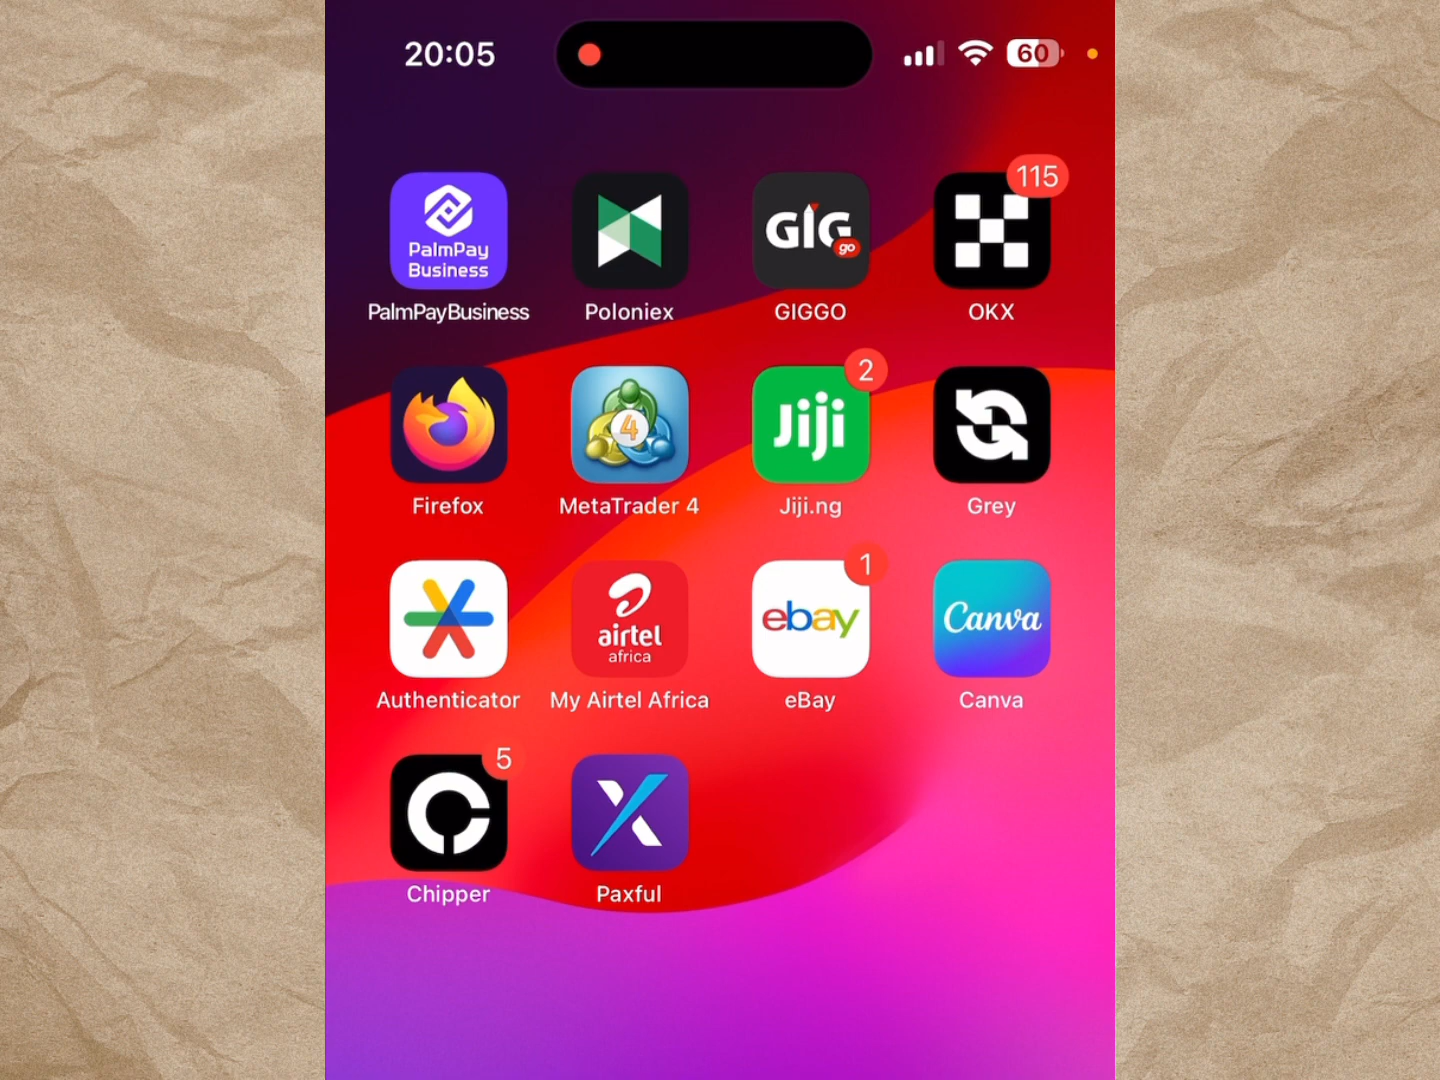 20:05
60
PalmPay
Business
PalmPayBusiness
Poloniex
GIG
go
GIGGO
115
OKX
Firefox
4
MetaTrader 4
2
Jiji
Jiji.ng
Grey
Authenticator
airtel
africa
My Airtel Africa
1
ebay
eBay
Canva
Canva
5
Chipper
Paxful